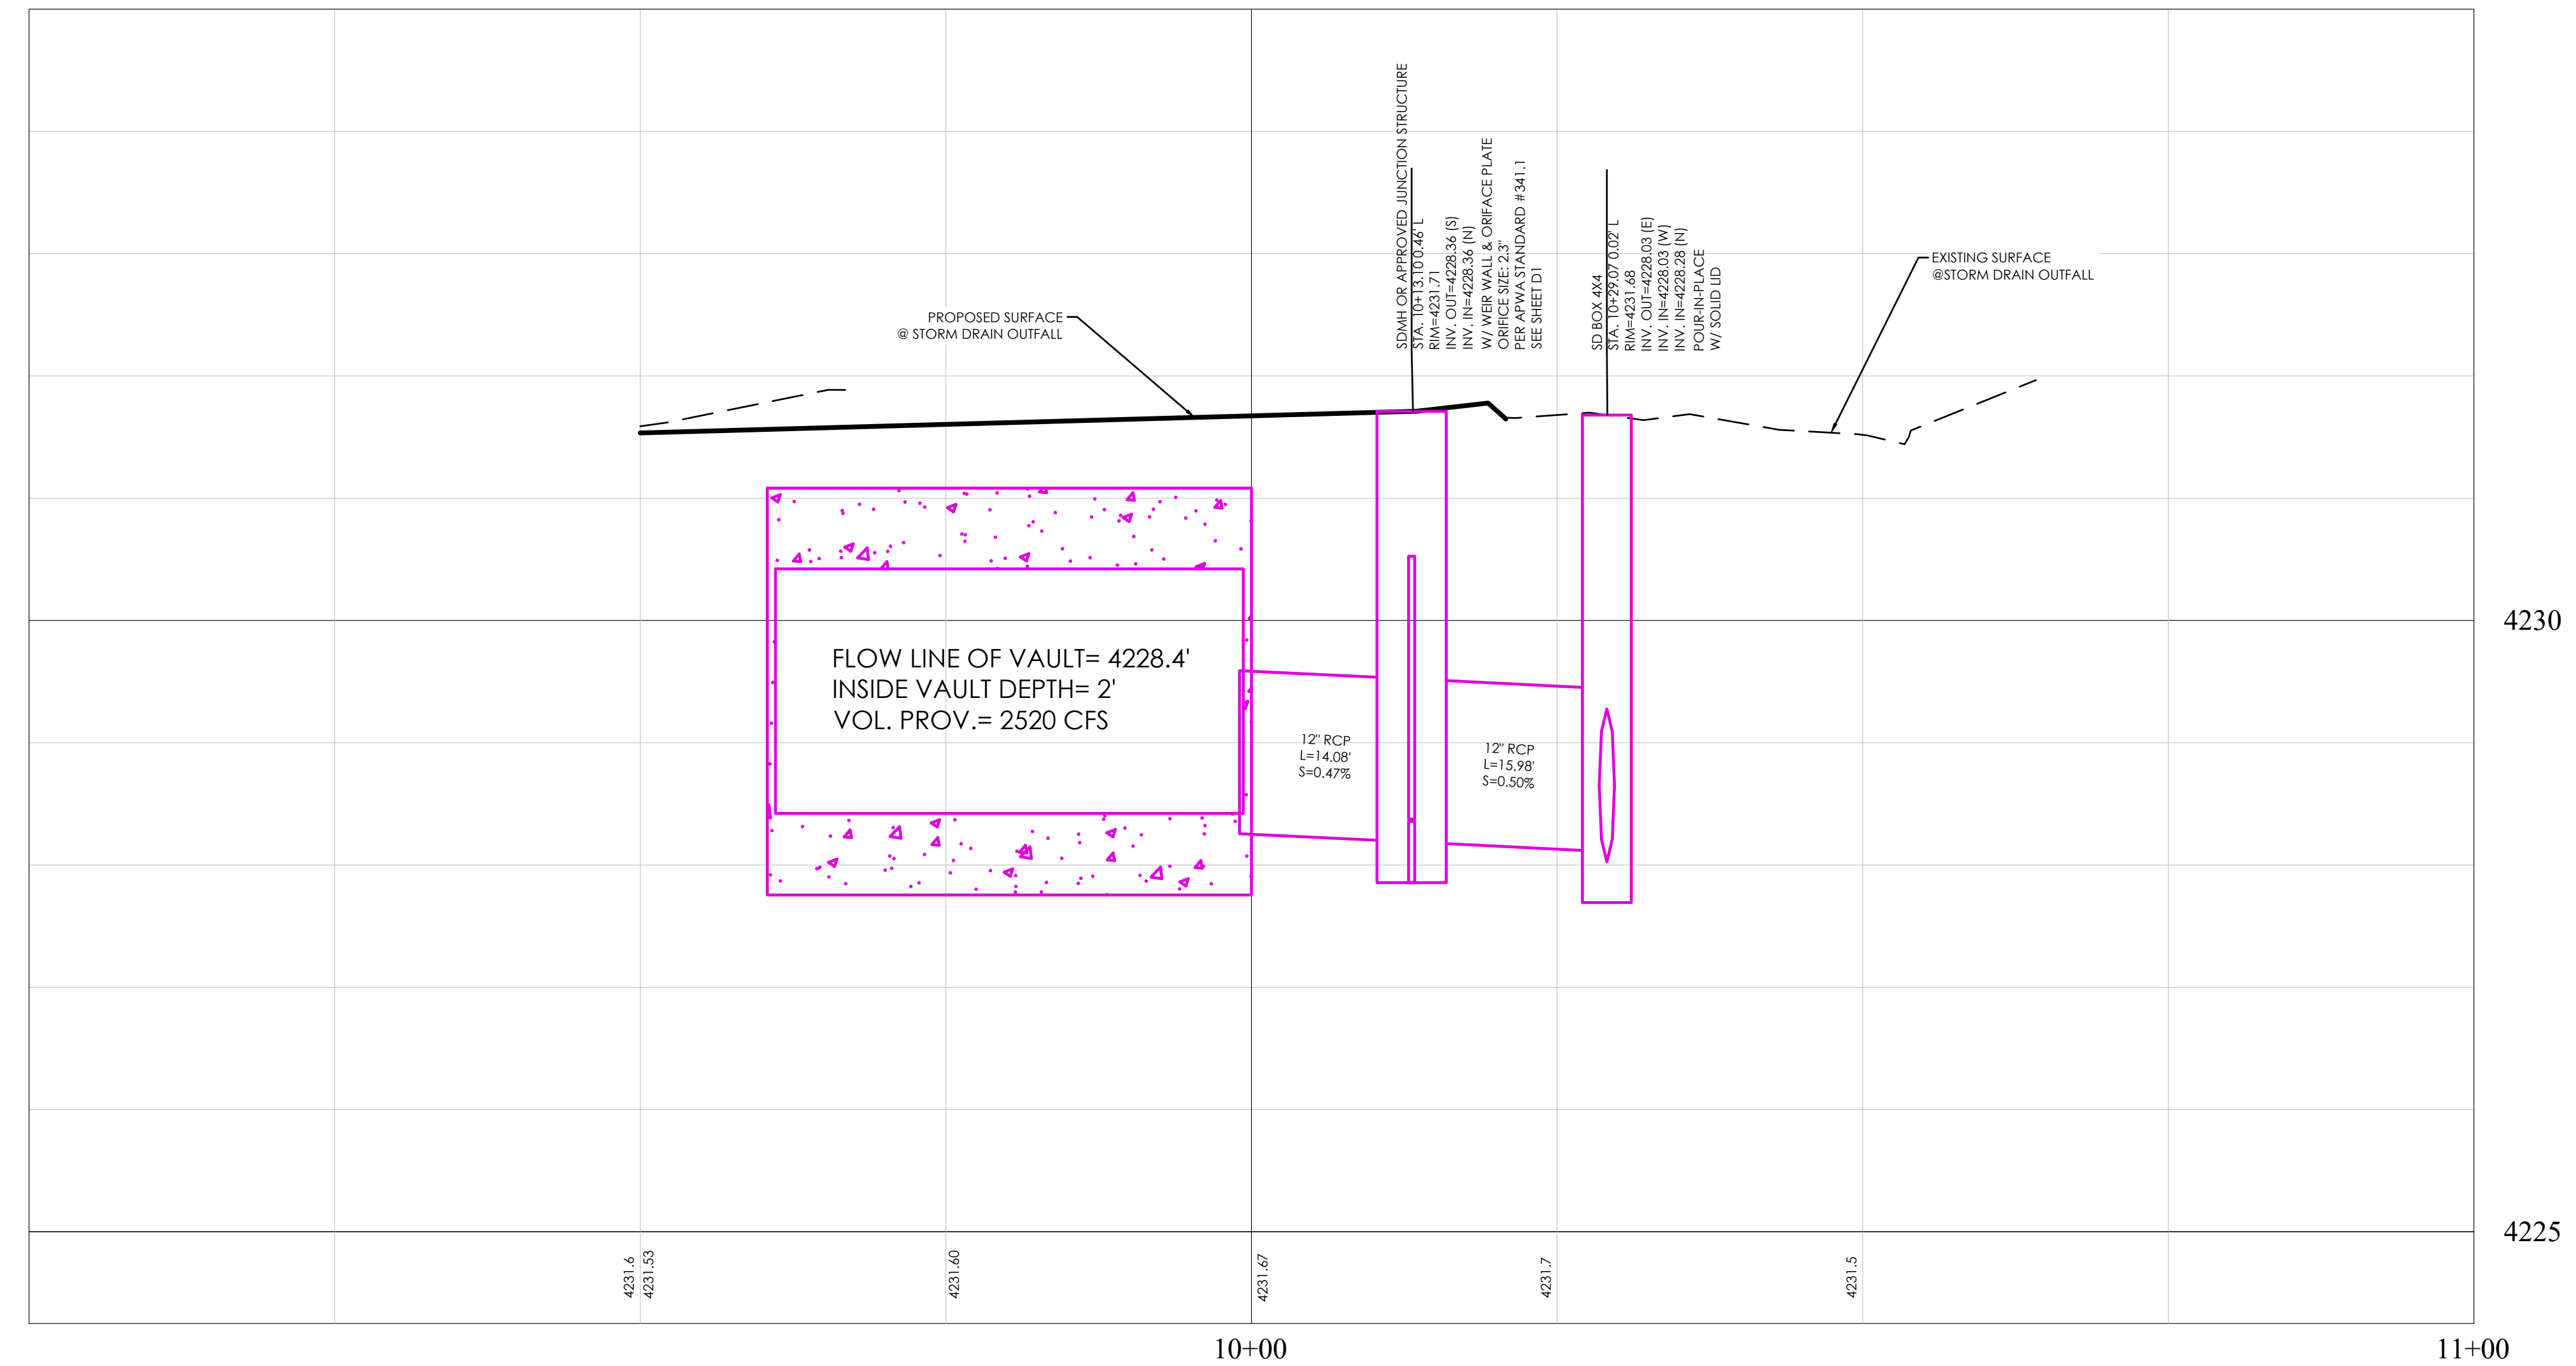 SDMH OR APPROVED JUNCTION STRUCTURE
STA. 10+13.10 0.46' L
RIM=4231.71
INV. OUT=4228.36 (S)
INV. IN=4228.36 (N)
W/ WEIR WALL & ORIFACE PLATE
ORIFICE SIZE: 2.3"
PER APWA STANDARD #341.1
SEE SHEET D1
SD BOX 4X4
STA. 10+29.07 0.02' L
RIM=4231.68
INV. OUT=4228.03 (E)
INV. IN=4228.03 (W)
INV. IN=4228.28 (N)
POUR-IN-PLACE
W/ SOLID LID
EXISTING SURFACE
@STORM DRAIN OUTFALL
PROPOSED SURFACE
@ STORM DRAIN OUTFALL
4230
FLOW LINE OF VAULT= 4228.4'
INSIDE VAULT DEPTH= 2'
VOL. PROV.= 2520 CFS
12" RCP
L=14.08'
S=0.47%
12" RCP
L=15.98'
S=0.50%
4225
4231.6
4231.53
4231.60
4231.67
4231.7
4231.5
10+00
11+00